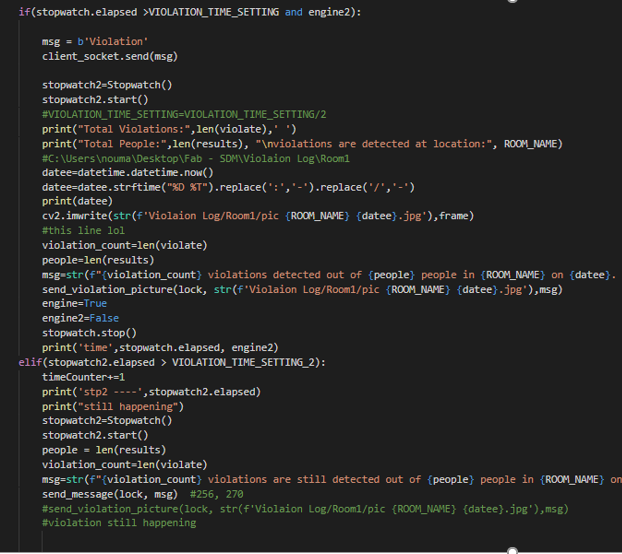 if(stopwatch.elapsed >VIOLATION_TIME_SETTING and engine2):
msg = b'Violation'
client_socket.send(msg)
stopwatch2=Stopwatch()
stopwatch2.start()
#VIOLATION_TIME_SETTING=VIOLATION_TIME_SETTING/2
print("Total Violations:",len(violate),' ')
print("Total People:",len(results), "\nviolations are detected at location:", ROOM_NAME)
#C:\Users\nouma\Desktop\Fab - SDM\Violaion Log\Room1
datee=datetime.datetime.now()
datee=datee.strftime("%D %T").replace(':','-').replace('/','-')
print(datee)
cv2.imwrite(str(f'Violaion Log/Room1/pic {ROOM_NAME} {datee}.jpg'),frame)
#this line lol
violation_count=len(violate)
people=len(results)
msg=str(f"{violation_count} violations detected out of {people} people in {ROOM_NAME} on {datee}.
send_violation_picture(lock, str(f'Violaion Log/Room1/pic {ROOM_NAME} {datee}.jpg'),msg)
engine=True
engine2=False
stopwatch.stop()
print('time',stopwatch.elapsed, engine2)
elif(stopwatch2.elapsed > VIOLATION_TIME_SETTING_2):
timeCounter+=1
print('stp2 ----',stopwatch2.elapsed)
print("still happening")
stopwatch2=Stopwatch()
stopwatch2.start()
people = len(results)
violation_count=len(violate)
msg=str(f"{violation_count} violations are still detected out of {people} people in {ROOM_NAME} on
send_message(lock, msg)  #256, 270
#send_violation_picture(lock, str(f'Violaion Log/Room1/pic {ROOM_NAME} {datee}.jpg'),msg)
#violation still happening